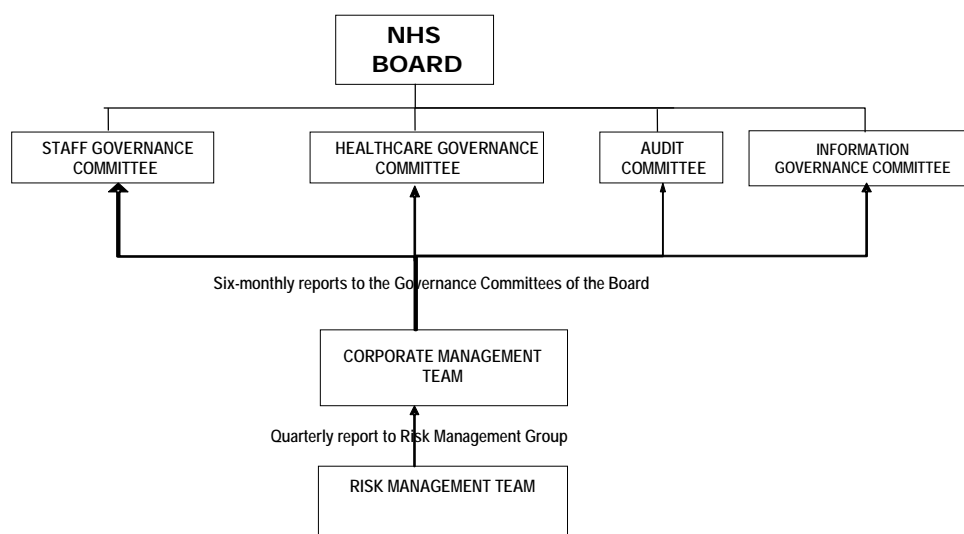 NHS
BOARD
STAFF GOVERNANCE
COMMITTEE
HEALTHCARE GOVERNANCE
COMMITTEE
AUDIT
COMMITTEE
INFORMATION
GOVERNANCE COMMITTEE
Six-monthly reports to the Governance Committees of the Board
CORPORATE MANAGEMENT
TEAM
Quarterly report to Risk Management Group
RISK MANAGEMENT TEAM